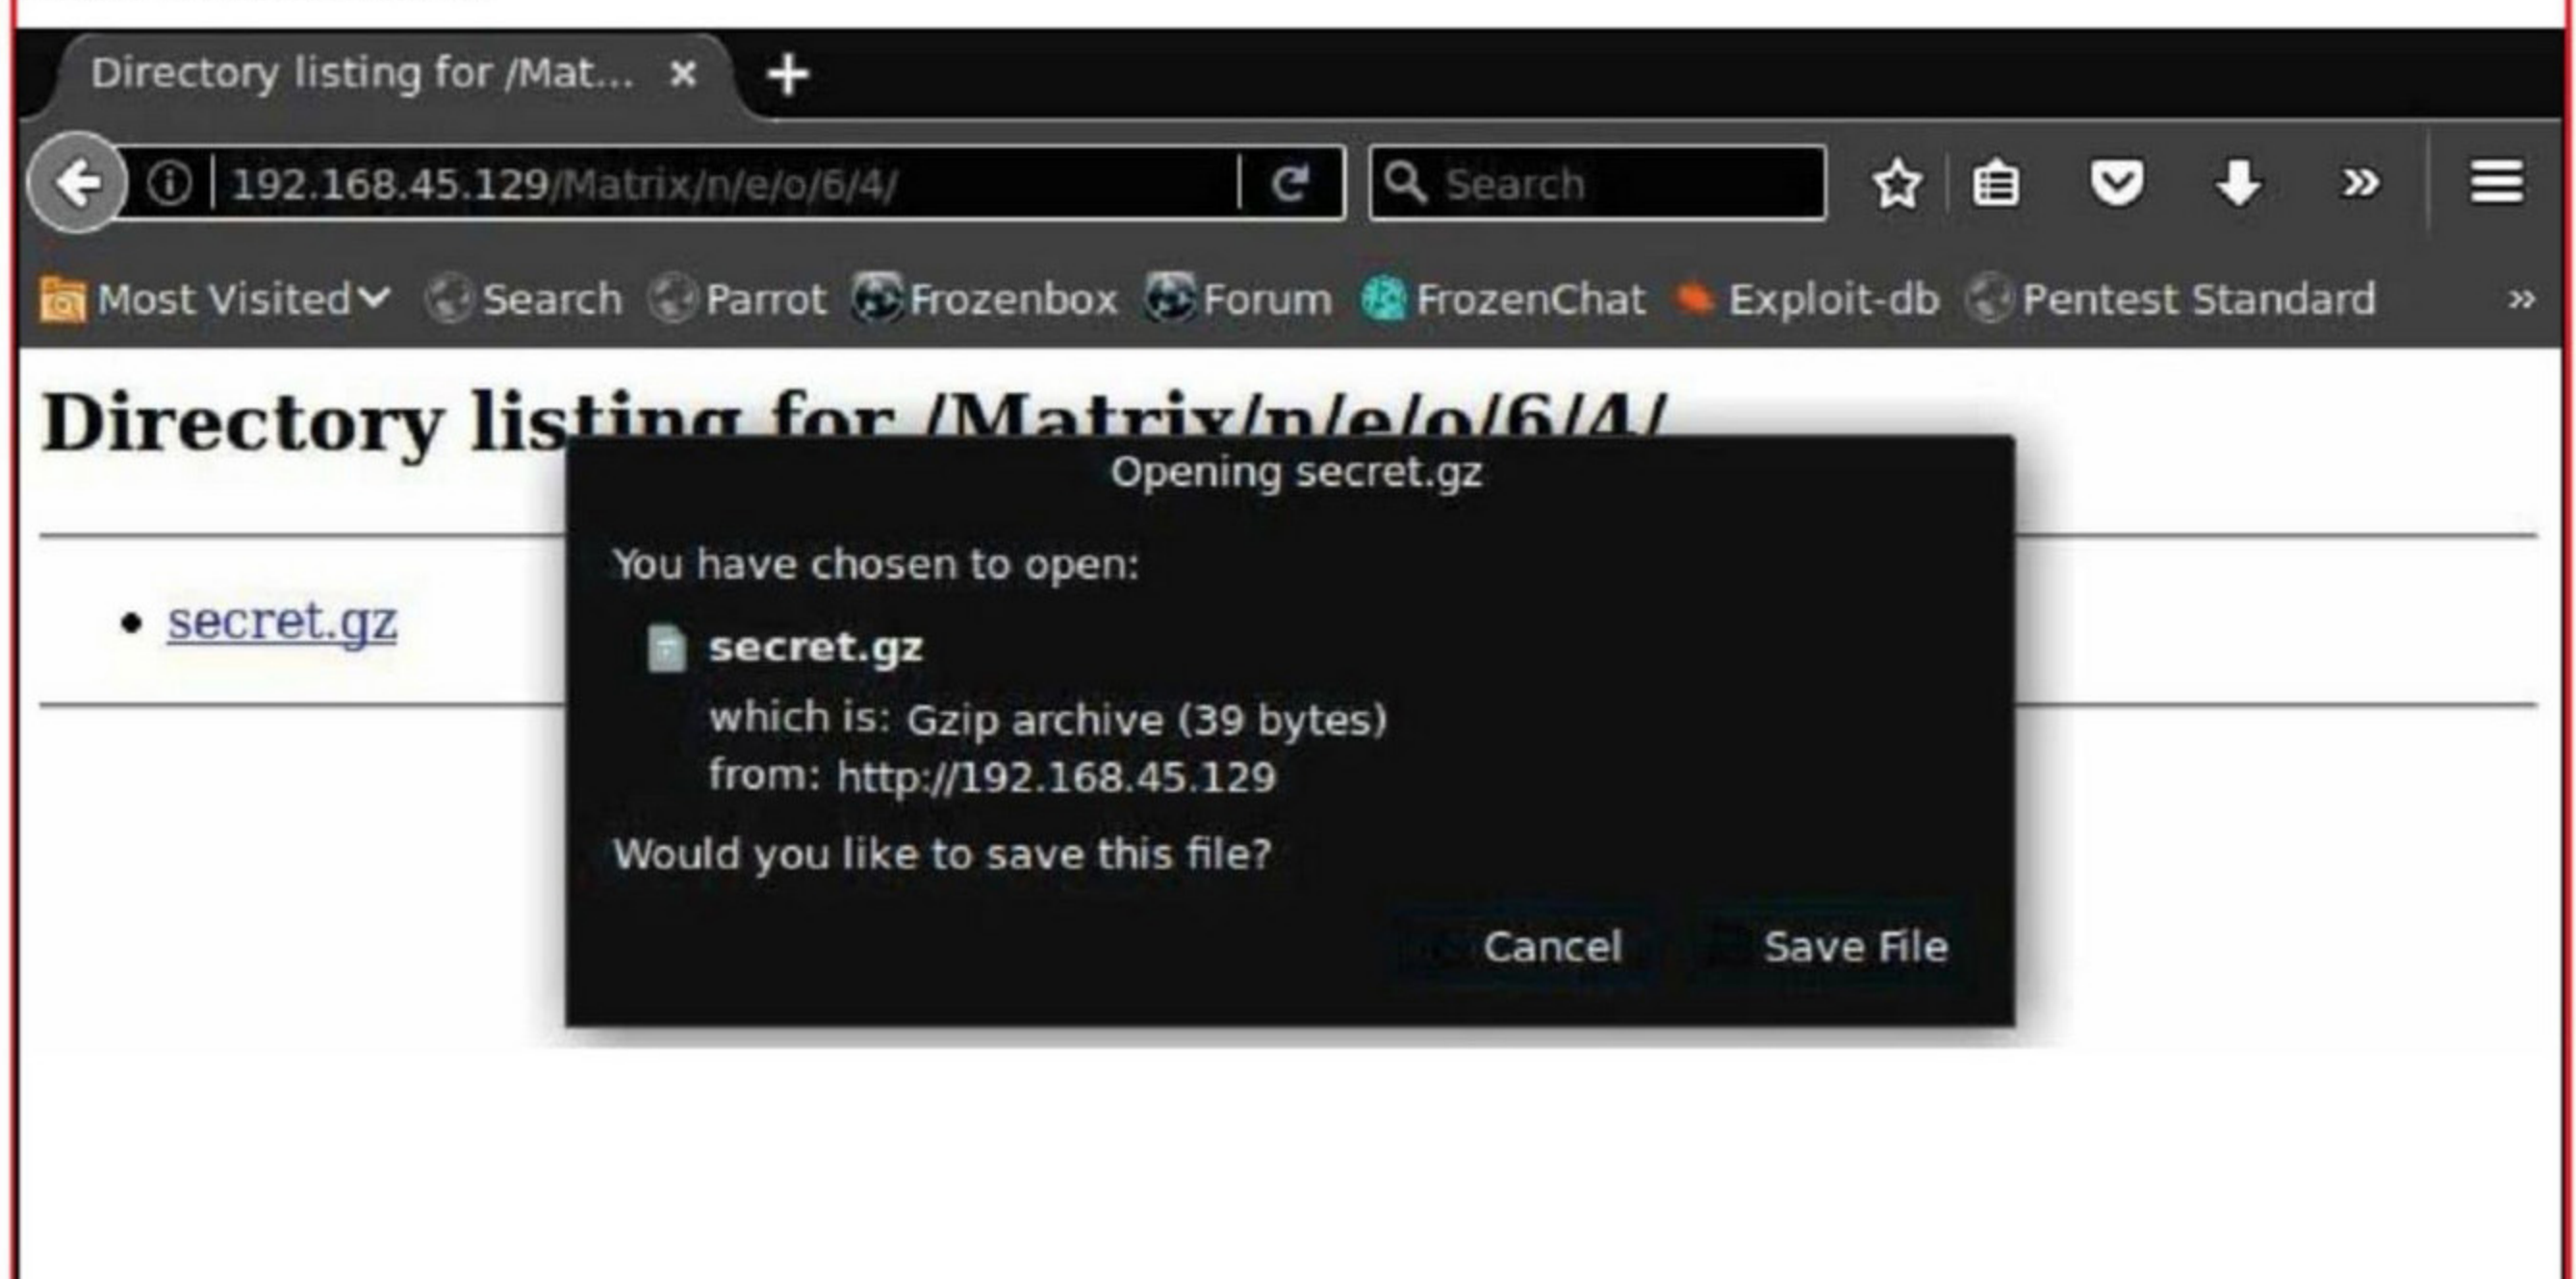 Directory listing for /Mat...
192.168.45.129/Matrix/n/e/o/6/4/
Search
Most Visited Search Parrot Frozenbox Forum FrozenChat Exploit-db Pentest Standard
Directory listing for /Matrix/n/e/o/6/4/
secret.gz
Opening secret.gz
You have chosen to open:
secret.gz
which is: Gzip archive (39 bytes)
from: http://192.168.45.129
Would you like to save this file?
Cancel Save File